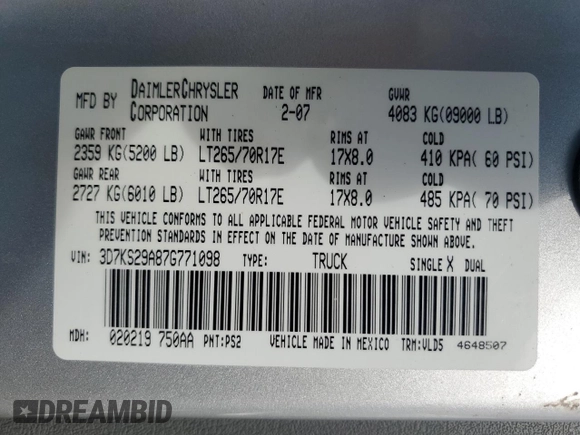 MFD BY DAIMLERCHRYSLER CORPORATION DATE OF MFR 2-07 GVWR 4083 KG(09000 LB)
GAWR FRONT WITH TIRES RIMS AT COLD
2359 KG(5200 LB) LT265/70R17E 17X8.0 410 KPA( 60 PSI)
GAWR REAR WITH TIRES RIMS AT COLD
2727 KG(6010 LB) LT265/70R17E 17X8.0 485 KPA( 70 PSI)
THIS VEHICLE CONFORMS TO ALL APPLICABLE FEDERAL MOTOR VEHICLE SAFETY AND THEFT
PREVENTION STANDARDS IN EFFECT ON THE DATE OF MANUFACTURE SHOWN ABOVE.
VIN: 3D7KS29A87G771098 TYPE: TRUCK SINGLE X DUAL
MDH: 020219 750AA PNT:PS2 VEHICLE MADE IN MEXICO TRM:VLD5 4648507
DREAMBID